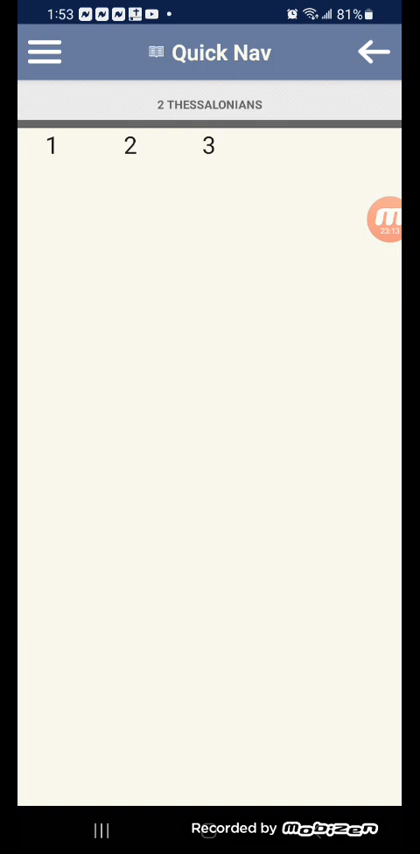 1:53 81%
Quick Nav
2 THESSALONIANS
1 2 3
m
23:13
Recorded by mobizen